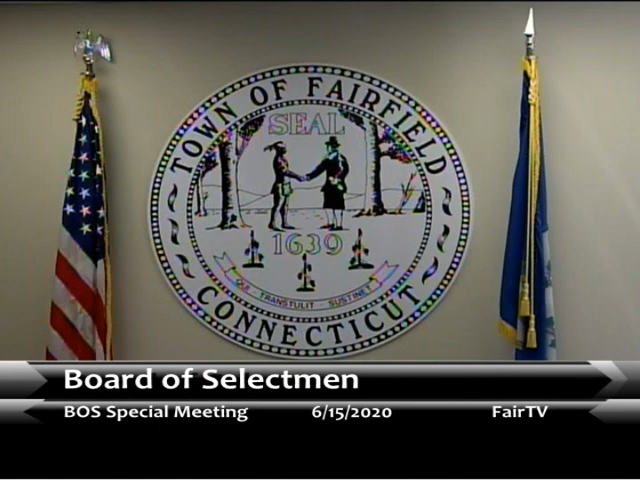 TOWN OF FAIRFIELD
SEAL
1639
QUI · TRANSTULIT · SUSTINET
CONNECTICUT
Board of Selectmen
BOS Special Meeting 6/15/2020 FairTV